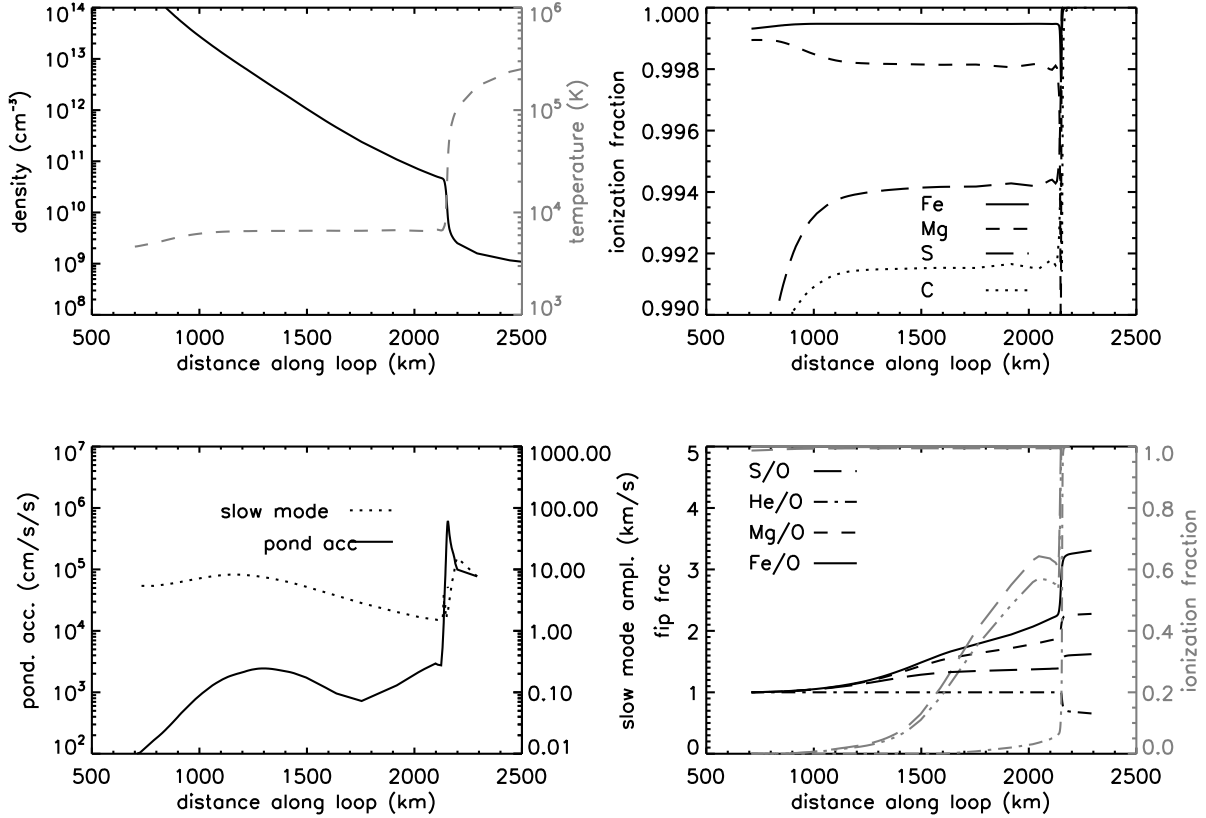 10^14
10^13
10^12
10^11
10^10
10^9
10^8
density (cm^-3)
10^6
10^5
10^4
10^3
temperature (K)
500 1000 1500 2000 2500
distance along loop (km)
1.000
0.998
0.996
0.994
0.992
0.990
ionization fraction
Fe
Mg
S
C
500 1000 1500 2000 2500
distance along loop (km)
10^7
10^6
10^5
10^4
10^3
10^2
pond. acc. (cm/s/s)
slow mode
pond acc
1000.00
100.00
10.00
1.00
0.10
0.01
slow mode ampl. (km/s)
500 1000 1500 2000 2500
distance along loop (km)
5
4
3
2
1
0
fip frac
S/O
He/O
Mg/O
Fe/O
1.0
0.8
0.6
0.4
0.2
0.0
ionization fraction
500 1000 1500 2000 2500
distance along loop (km)